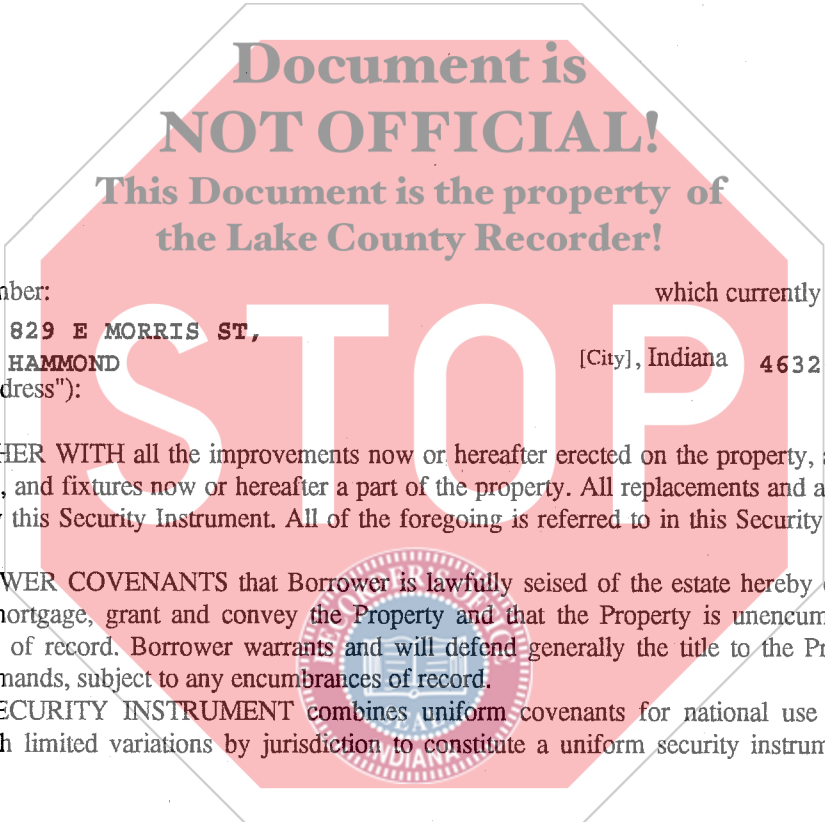 Document is
NOT OFFICIAL!
This Document is the property of
the Lake County Recorder!
mber: which currently
829 E MORRIS ST,
HAMMOND [City], Indiana 4632
dress"):
STOP
HER WITH all the improvements now or hereafter erected on the property, a
, and fixtures now or hereafter a part of the property. All replacements and a
y this Security Instrument. All of the foregoing is referred to in this Security
WER COVENANTS that Borrower is lawfully seised of the estate hereby
ortgage, grant and convey the Property and that the Property is unencum
of record. Borrower warrants and will defend generally the title to the Pr
mands, subject to any encumbrances of record.
ECURITY INSTRUMENT combines uniform covenants for national use
h limited variations by jurisdiction to constitute a uniform security instrum
RECORDER'S OFFICE
SEAL
INDIANA